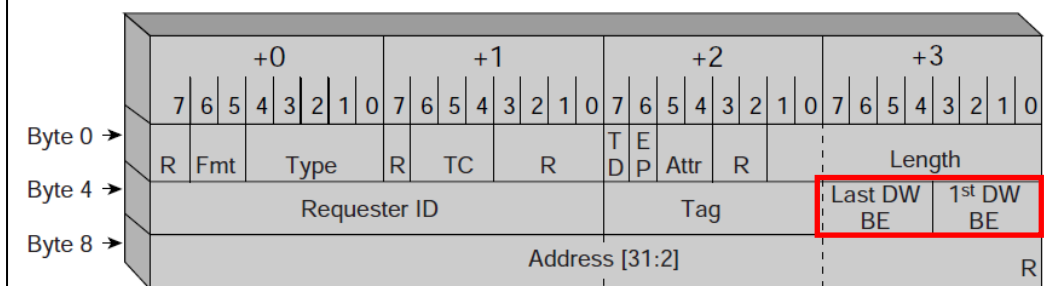 +0 +1 +2 +3
7 6 5 4 3 2 1 0 7 6 5 4 3 2 1 0 7 6 5 4 3 2 1 0 7 6 5 4 3 2 1 0
Byte 0 → R Fmt Type R TC R TD EP Attr R Length
Byte 4 → Requester ID Tag Last DW BE 1st DW BE
Byte 8 → Address [31:2] R